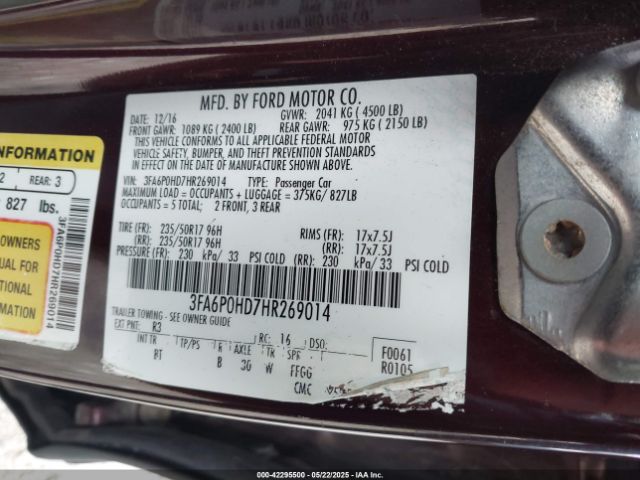 NFORMATION
2 REAR: 3
827 lbs.
OWNERS
UAL FOR
TIONAL
RMATION
3FA6P0HD7HR269014
MFD. BY FORD MOTOR CO.
DATE: 12/16 GVWR: 2041 KG ( 4500 LB)
FRONT GAWR: 1089 KG ( 2400 LB) REAR GAWR: 975 KG ( 2150 LB)
THIS VEHICLE CONFORMS TO ALL APPLICABLE FEDERAL MOTOR
VEHICLE SAFETY, BUMPER, AND THEFT PREVENTION STANDARDS
IN EFFECT ON THE DATE OF MANUFACTURE SHOWN ABOVE.
VIN: 3FA6P0HD7HR269014 TYPE: Passenger Car
MAXIMUM LOAD = OCCUPANTS + LUGGAGE = 375KG/ 827LB
OCCUPANTS = 5 TOTAL; 2 FRONT, 3 REAR
TIRE (FR): 235/50R17 96H RIMS (FR): 17x7.5J
(RR): 235/50R17 96H (RR): 17x7.5J
PRESSURE (FR): 230 kPa/ 33 PSI COLD (RR): 230 kPa/ 33 PSI COLD
3FA6P0HD7HR269014
TRAILER TOWING - SEE OWNER GUIDE
EXT PNT: R3 RC: 16 DSO: F0061
INT TR TP/PS R AXLE TR SPR R0105
BT B 3G W FFGG
CMC
000-42295500 - 05/22/2025 - IAAI.COM